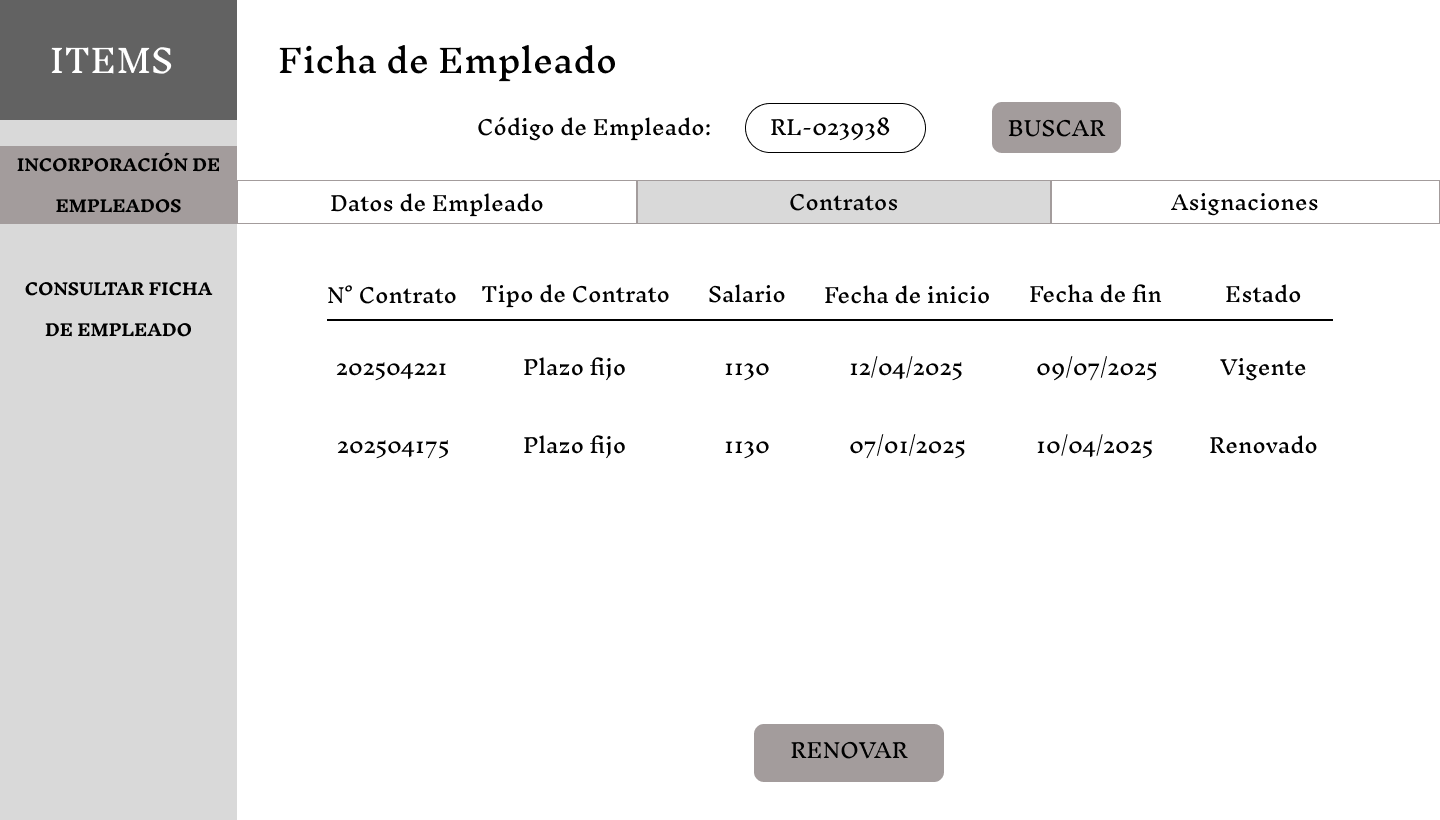 ITEMS
Ficha de Empleado
Código de Empleado: RL-023938 BUSCAR
INCORPORACIÓN DE
EMPLEADOS
Datos de Empleado Contratos Asignaciones
CONSULTAR FICHA
DE EMPLEADO
N° Contrato Tipo de Contrato Salario Fecha de inicio Fecha de fin Estado
202504221 Plazo fijo 1130 12/04/2025 09/07/2025 Vigente
202504175 Plazo fijo 1130 07/01/2025 10/04/2025 Renovado
RENOVAR